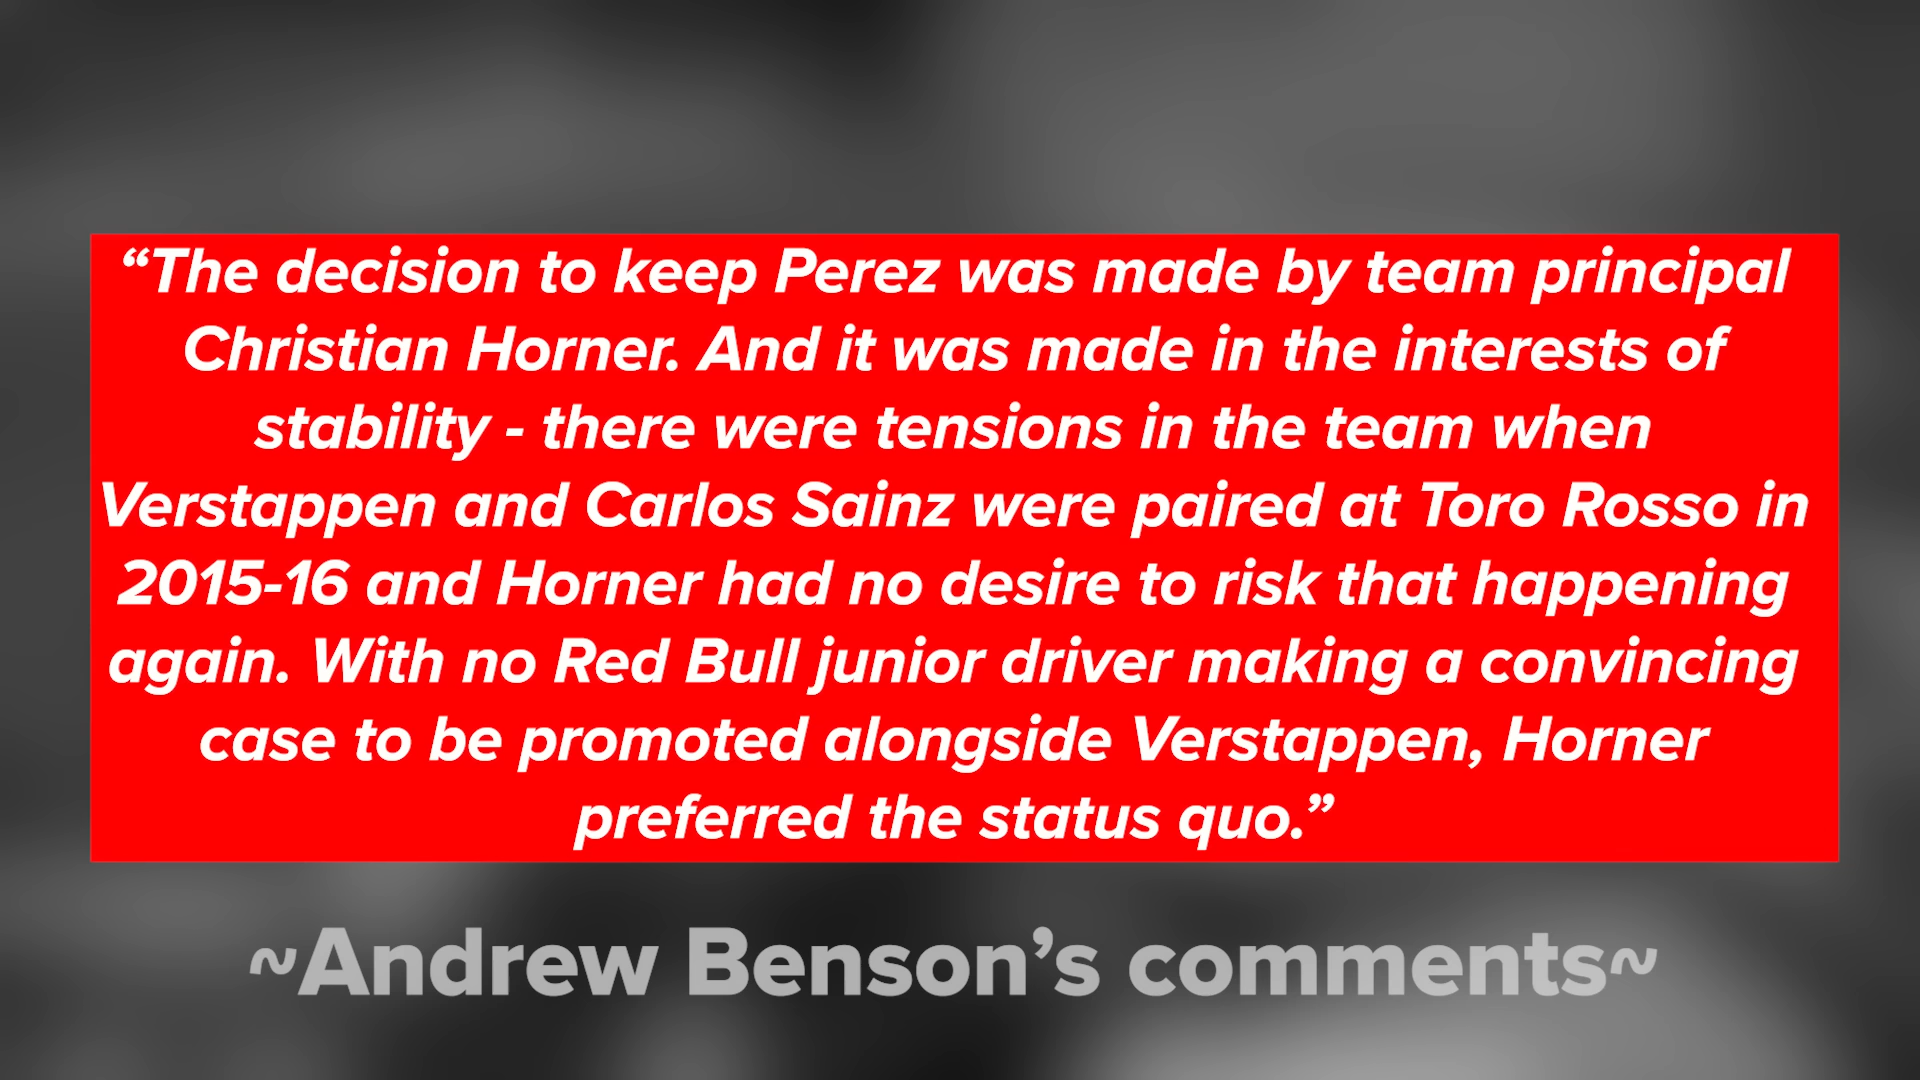 “The decision to keep Perez was made by team principal
Christian Horner. And it was made in the interests of
stability - there were tensions in the team when
Verstappen and Carlos Sainz were paired at Toro Rosso in
2015-16 and Horner had no desire to risk that happening
again. With no Red Bull junior driver making a convincing
case to be promoted alongside Verstappen, Horner
preferred the status quo.”
~Andrew Benson’s comments~